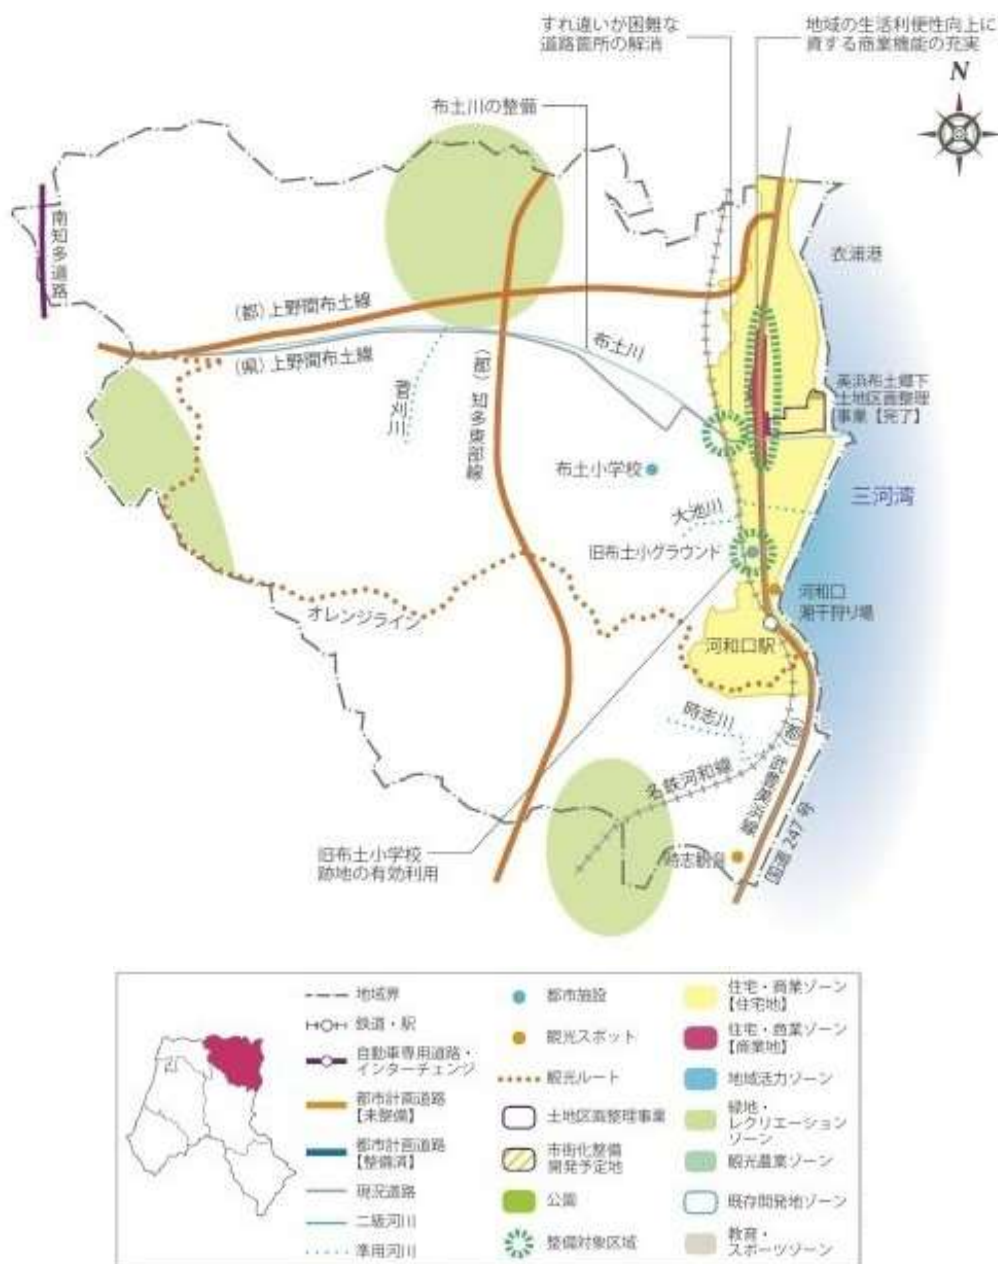 すれ違いが困難な
道路箇所の解消
地域の生活利便性向上に
資する商業機能の充実
N
布土川の整備
南知多道路
衣浦港
(都)上野間布土線
(県)上野間布土線
布土川
菅刈川
(都)知多東部線
美浜布土郷下
土地区画整理
事業【完了】
布土小学校
三河湾
大池川
旧布土小グラウンド
河和口
潮干狩り場
オレンジライン
河和口駅
時志川
名鉄河和線
(都)武豊美浜線
国道247号
旧布土小学校
跡地の有効利用
時志観音
地域界
鉄道・駅
自動車専用道路・
インターチェンジ
都市計画道路
【未整備】
都市計画道路
【整備済】
現況道路
二級河川
準用河川
都市施設
観光スポット
観光ルート
土地区画整理事業
市街化整備
開発予定地
公園
整備対象区域
住宅・商業ゾーン
【住宅地】
住宅・商業ゾーン
【商業地】
地域活力ゾーン
緑地・
レクリエーション
ゾーン
観光農業ゾーン
既存開発地ゾーン
教育・
スポーツゾーン